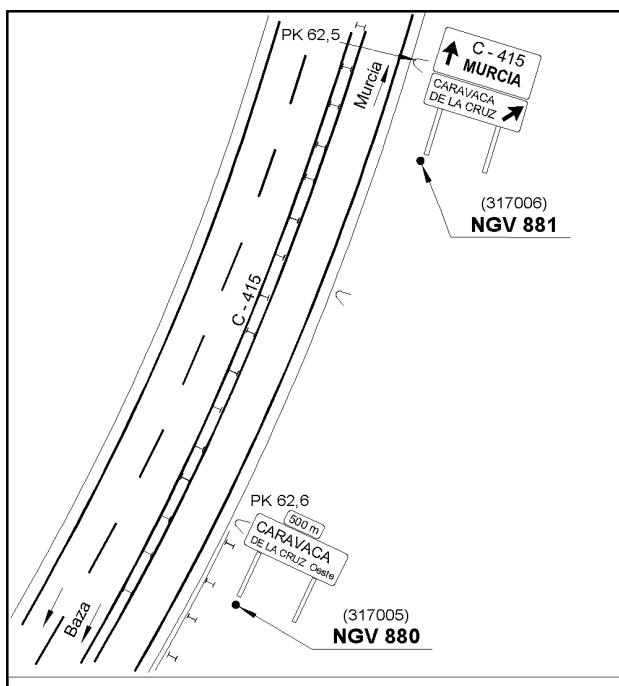 PK 62,5
C - 415
MURCIA
CARAVACA
DE LA CRUZ
Murcia
(317006)
NGV 881
C - 415
PK 62,6
500 m
CARAVACA
DE LA CRUZ Oeste
Baza
(317005)
NGV 880